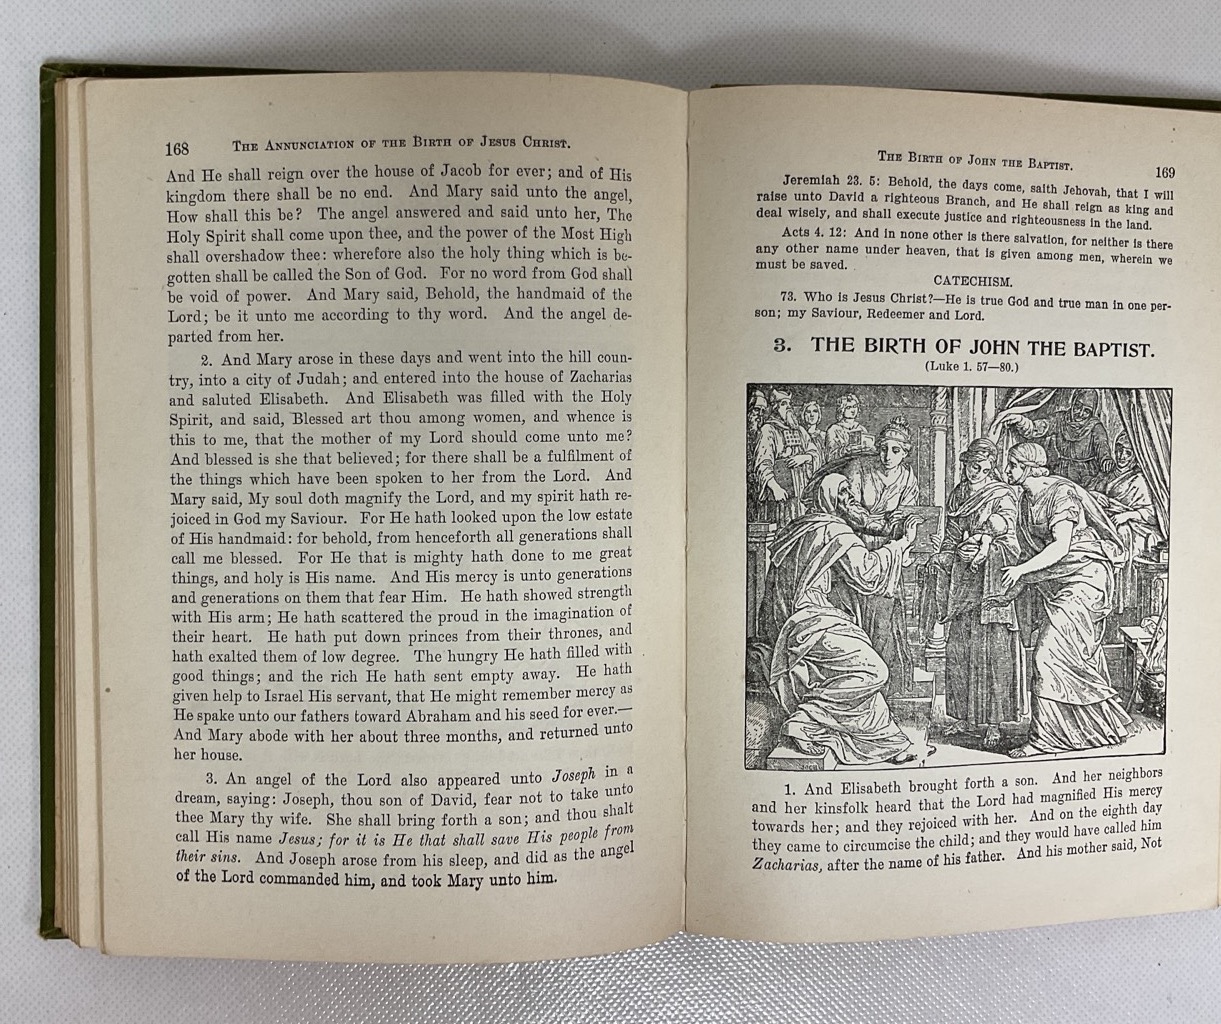 168 The Annunciation of the Birth of Jesus Christ.
And He shall reign over the house of Jacob for ever; and of His
kingdom there shall be no end. And Mary said unto the angel,
How shall this be? The angel answered and said unto her, The
Holy Spirit shall come upon thee, and the power of the Most High
shall overshadow thee: wherefore also the holy thing which is be-
gotten shall be called the Son of God. For no word from God shall
be void of power. And Mary said, Behold, the handmaid of the
Lord; be it unto me according to thy word. And the angel de-
parted from her.
2. And Mary arose in these days and went into the hill coun-
try, into a city of Judah; and entered into the house of Zacharias
and saluted Elisabeth. And Elisabeth was filled with the Holy
Spirit, and said, Blessed art thou among women, and whence is
this to me, that the mother of my Lord should come unto me?
And blessed is she that believed; for there shall be a fulfilment of
the things which have been spoken to her from the Lord. And
Mary said, My soul doth magnify the Lord, and my spirit hath re-
joiced in God my Saviour. For He hath looked upon the low estate
of His handmaid: for behold, from henceforth all generations shall
call me blessed. For He that is mighty hath done to me great
things, and holy is His name. And His mercy is unto generations
and generations on them that fear Him. He hath showed strength
with His arm; He hath scattered the proud in the imagination of
their heart. He hath put down princes from their thrones, and
hath exalted them of low degree. The hungry He hath filled with
good things; and the rich He hath sent empty away. He hath
given help to Israel His servant, that He might remember mercy as
He spake unto our fathers toward Abraham and his seed for ever.—
And Mary abode with her about three months, and returned unto
her house.
3. An angel of the Lord also appeared unto Joseph in a
dream, saying: Joseph, thou son of David, fear not to take unto
thee Mary thy wife. She shall bring forth a son; and thou shalt
call His name Jesus; for it is He that shall save His people from
their sins. And Joseph arose from his sleep, and did as the angel
of the Lord commanded him, and took Mary unto him.
The Birth of John the Baptist. 169
Jeremiah 23. 5: Behold, the days come, saith Jehovah, that I will
raise unto David a righteous Branch, and He shall reign as king and
deal wisely, and shall execute justice and righteousness in the land.
Acts 4. 12: And in none other is there salvation, for neither is there
any other name under heaven, that is given among men, wherein we
must be saved.
CATECHISM.
73. Who is Jesus Christ?—He is true God and true man in one per-
son; my Saviour, Redeemer and Lord.
3. THE BIRTH OF JOHN THE BAPTIST.
(Luke 1. 57—80.)
1. And Elisabeth brought forth a son. And her neighbors
and her kinsfolk heard that the Lord had magnified His mercy
towards her; and they rejoiced with her. And on the eighth day
they came to circumcise the child; and they would have called him
Zacharias, after the name of his father. And his mother said, Not